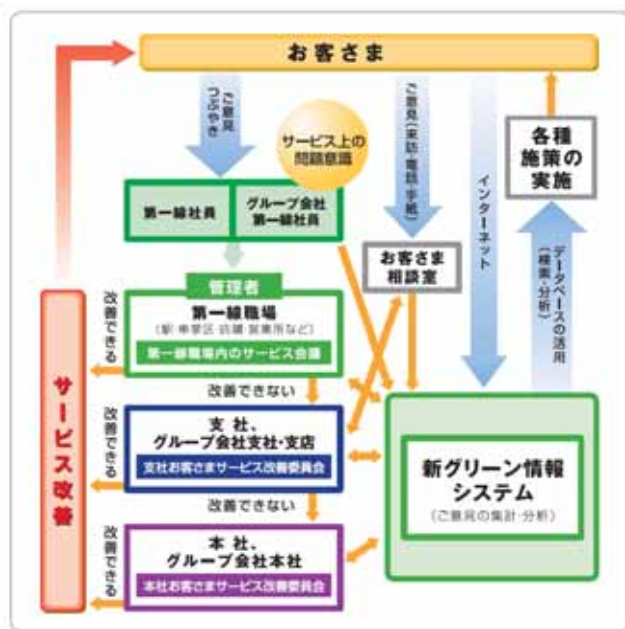 お客さま
ご意見
つぶやき
サービス上の
問題意識
ご意見(来訪・電話・手紙)
インターネット
各種
施策の
実施
第一線社員
グループ会社
第一線社員
お客さま
相談室
データベースの活用
(検索・分析)
管理者
第一線職場
(駅・車掌区・店舗・営業所など)
第一線職場内のサービス会議
改善できる
改善できない
サービス改善
支社、
グループ会社支社・支店
支社お客さまサービス改善委員会
改善できる
改善できない
新グリーン情報
システム
(ご意見の集計・分析)
本社、
グループ会社本社
本社お客さまサービス改善委員会
改善できる